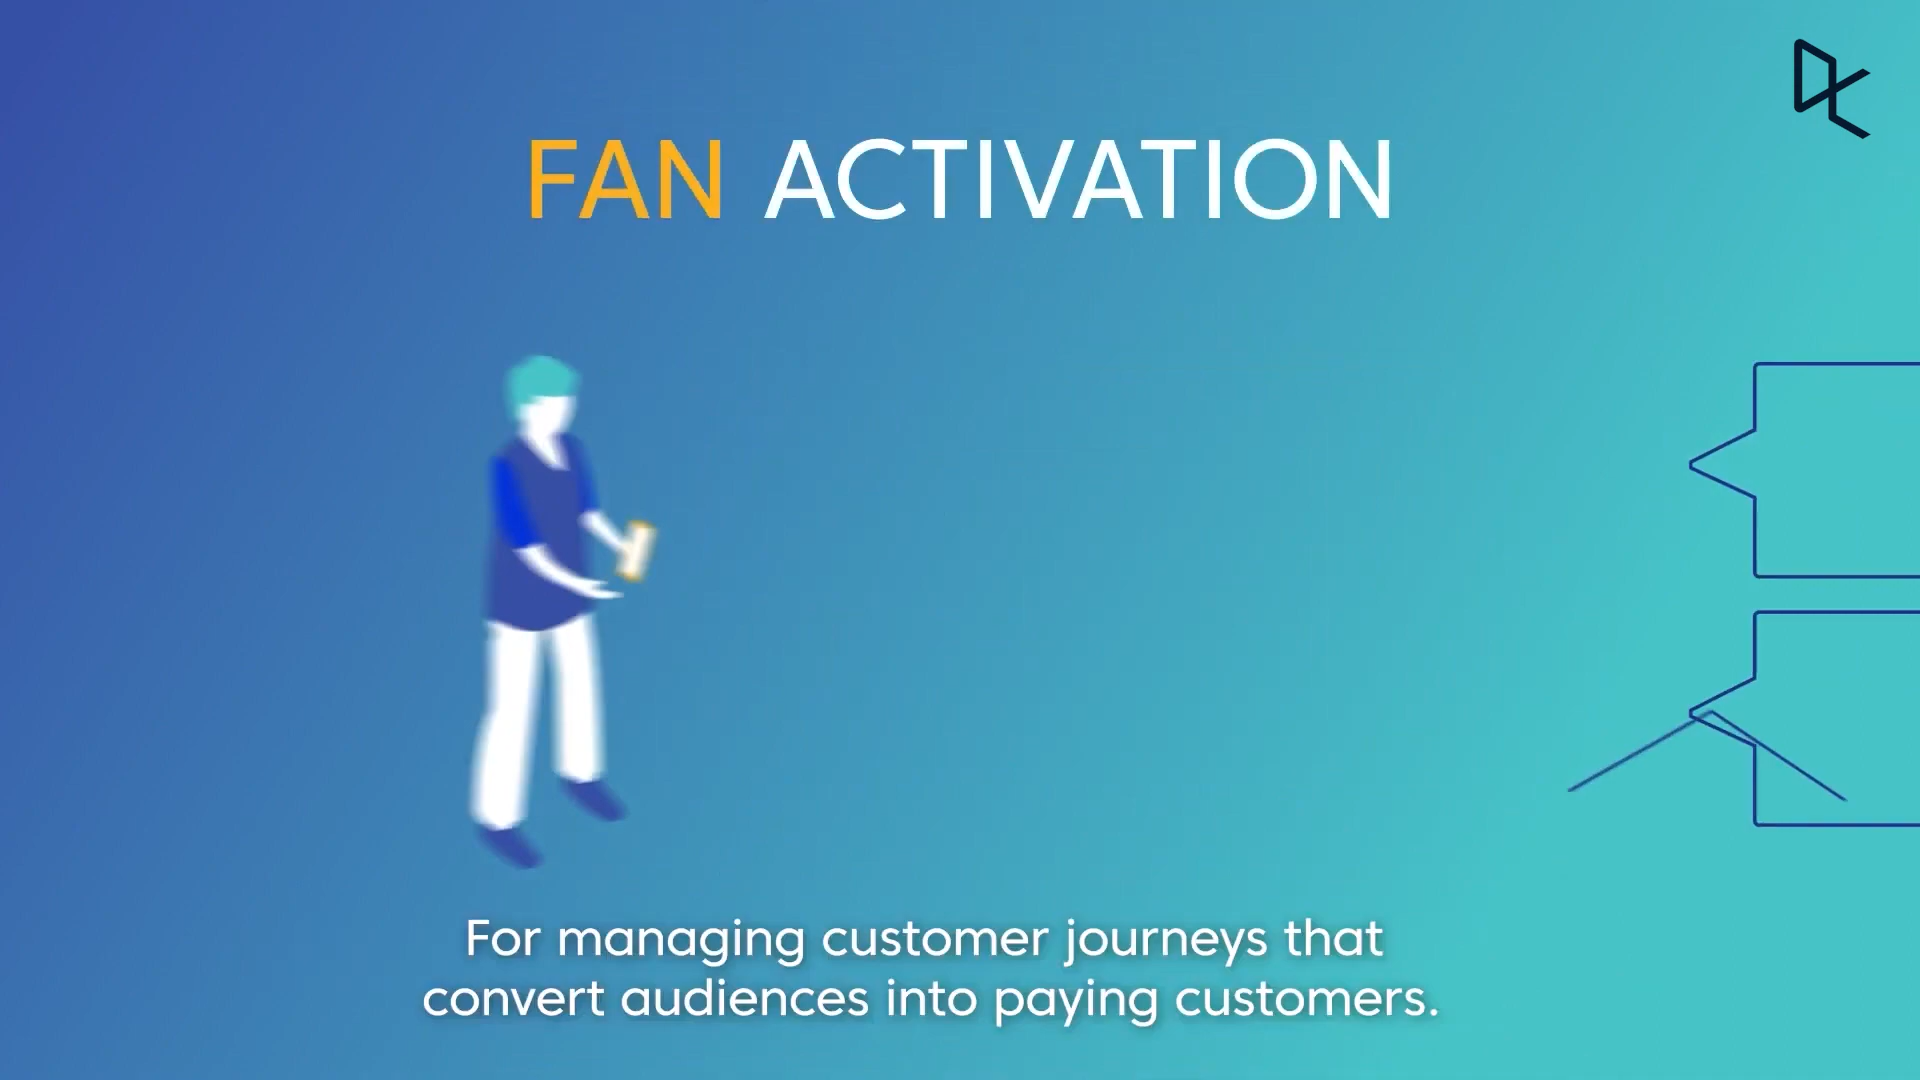 FAN ACTIVATION
For managing customer journeys that
convert audiences into paying customers.